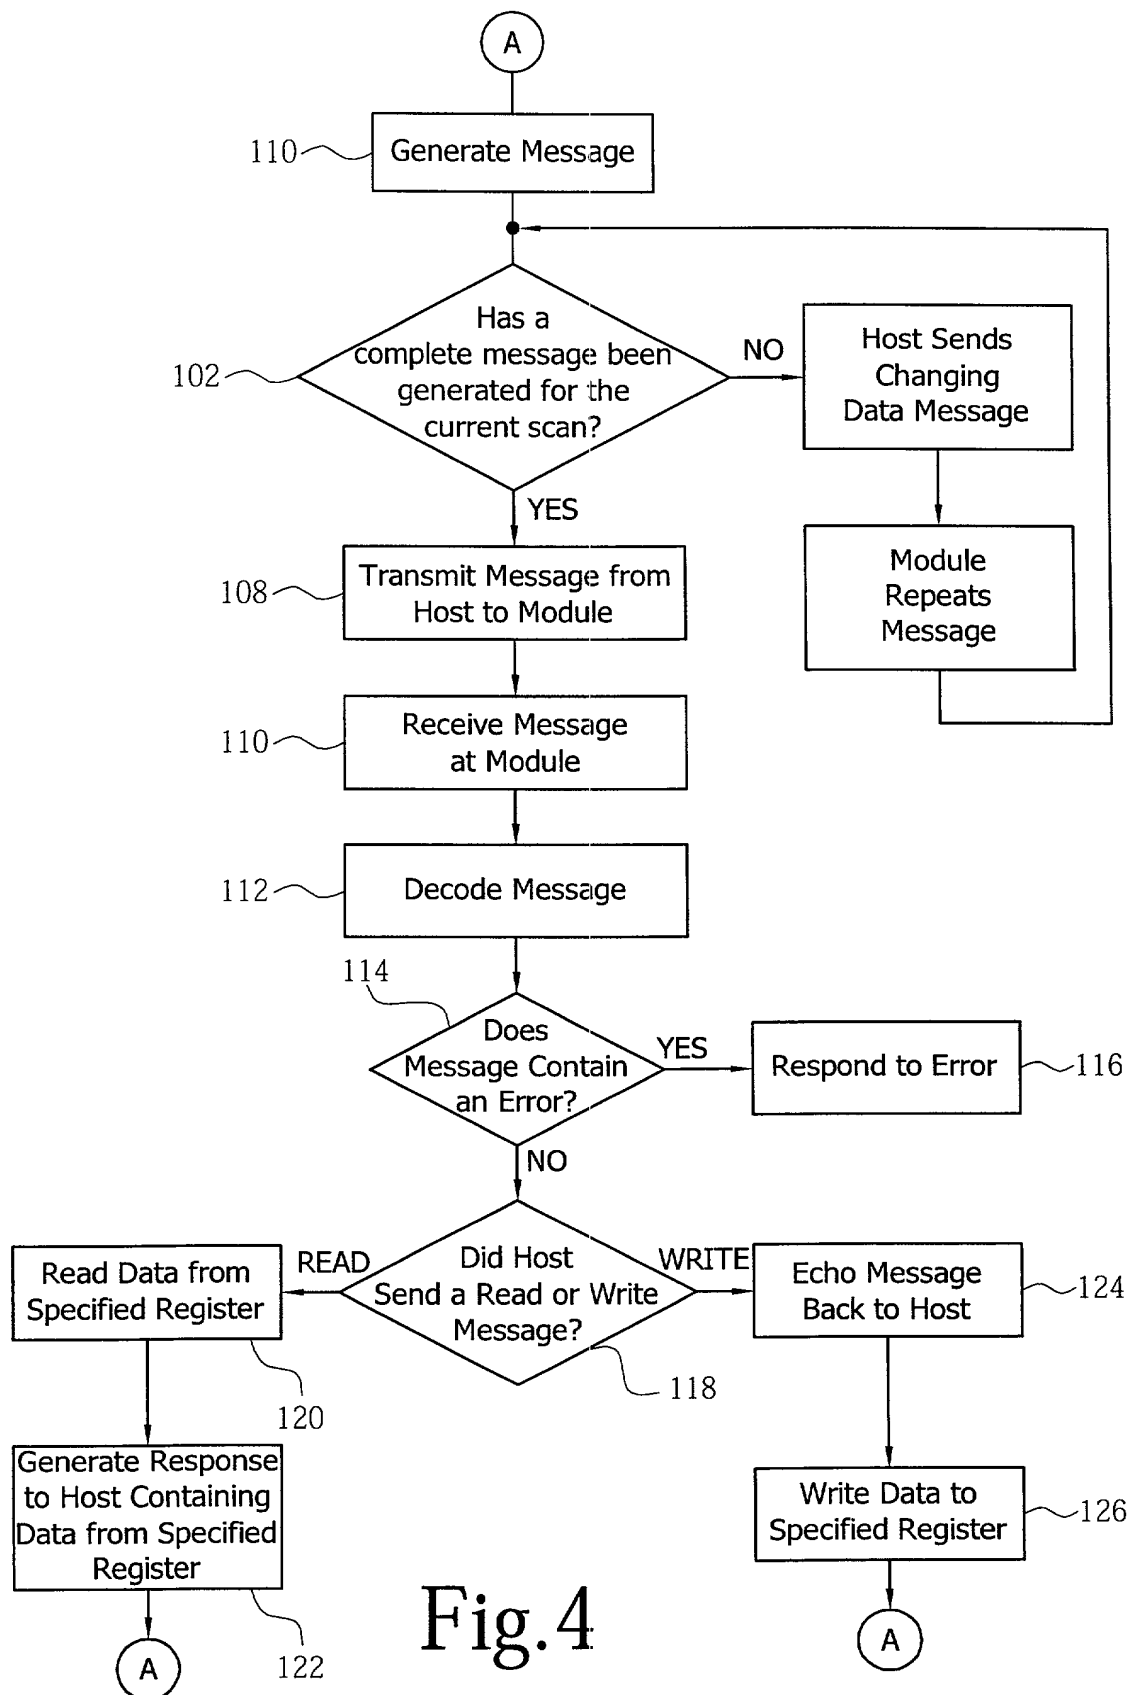 A
110
Generate Message
Has a
complete message been
generated for the
current scan?
102
NO
Host Sends
Changing
Data Message
YES
Module
Repeats
Message
108
Transmit Message from
Host to Module
110
Receive Message
at Module
112
Decode Message
114
Does
Message Contain
an Error?
YES
Respond to Error
116
NO
READ
Read Data from
Specified Register
120
Did Host
Send a Read or Write
Message?
118
WRITE
Echo Message
Back to Host
124
Generate Response
to Host Containing
Data from Specified
Register
122
Write Data to
Specified Register
126
A
A
Fig.4